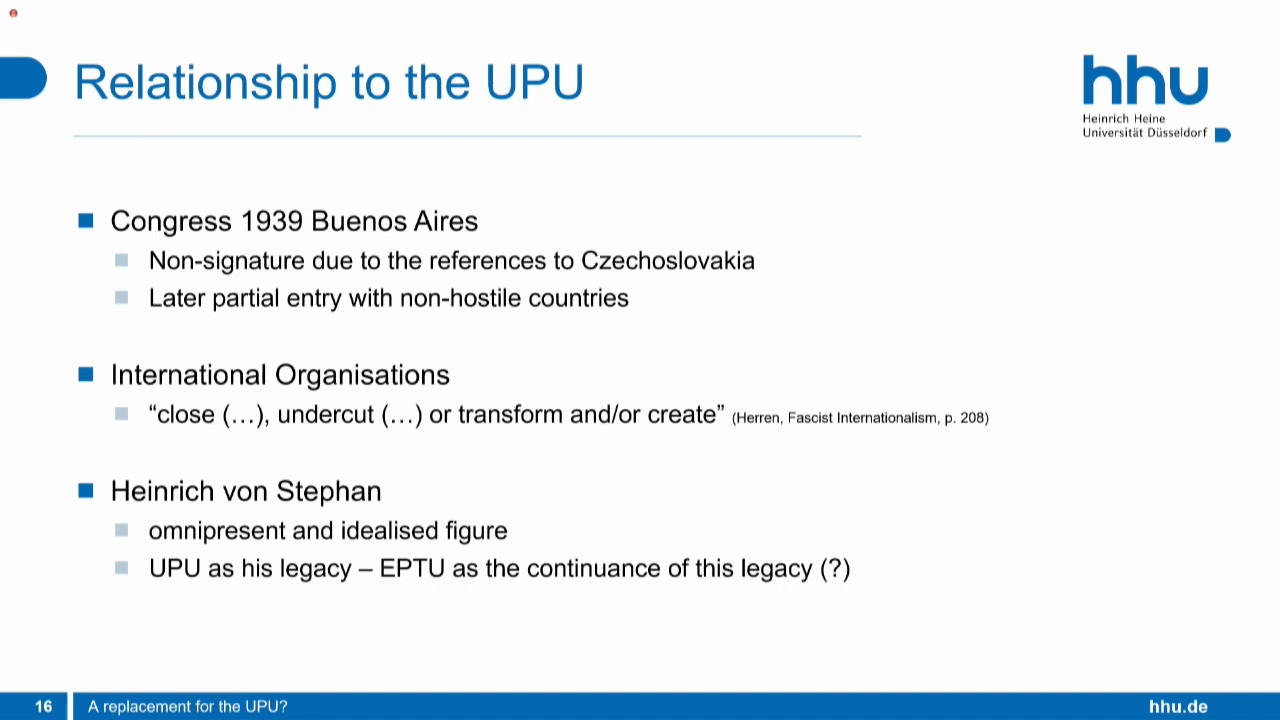 Relationship to the UPU
hhu
Heinrich Heine
Universität Düsseldorf
Congress 1939 Buenos Aires
Non-signature due to the references to Czechoslovakia
Later partial entry with non-hostile countries
International Organisations
“close (…), undercut (…) or transform and/or create” (Herren, Fascist Internationalism, p. 208)
Heinrich von Stephan
omnipresent and idealised figure
UPU as his legacy – EPTU as the continuance of this legacy (?)
16 A replacement for the UPU? hhu.de